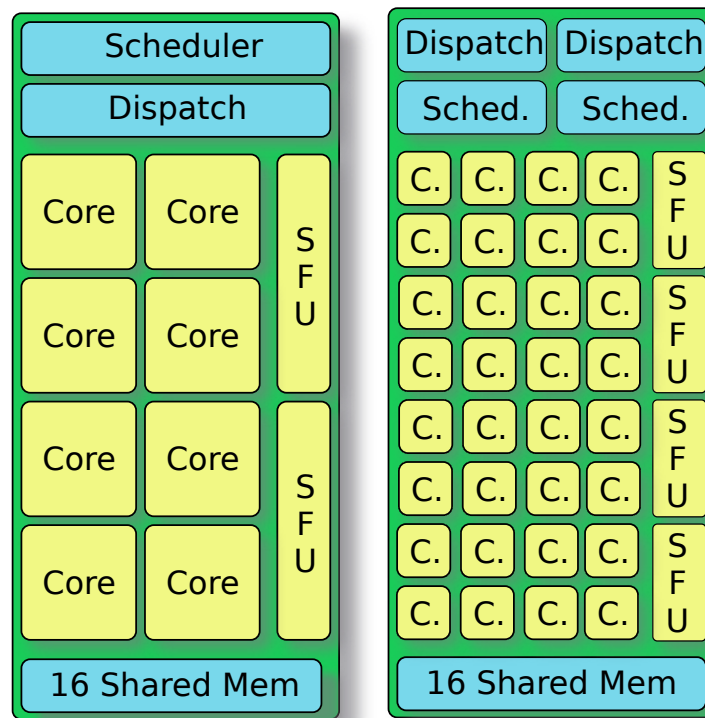 Scheduler
Dispatch
Core Core
S
F
U
Core Core
Core Core
S
F
U
Core Core
16 Shared Mem
Dispatch Dispatch
Sched. Sched.
C. C. C. C.
C. C. C. C.
S
F
U
C. C. C. C.
C. C. C. C.
S
F
U
C. C. C. C.
C. C. C. C.
S
F
U
C. C. C. C.
C. C. C. C.
S
F
U
16 Shared Mem